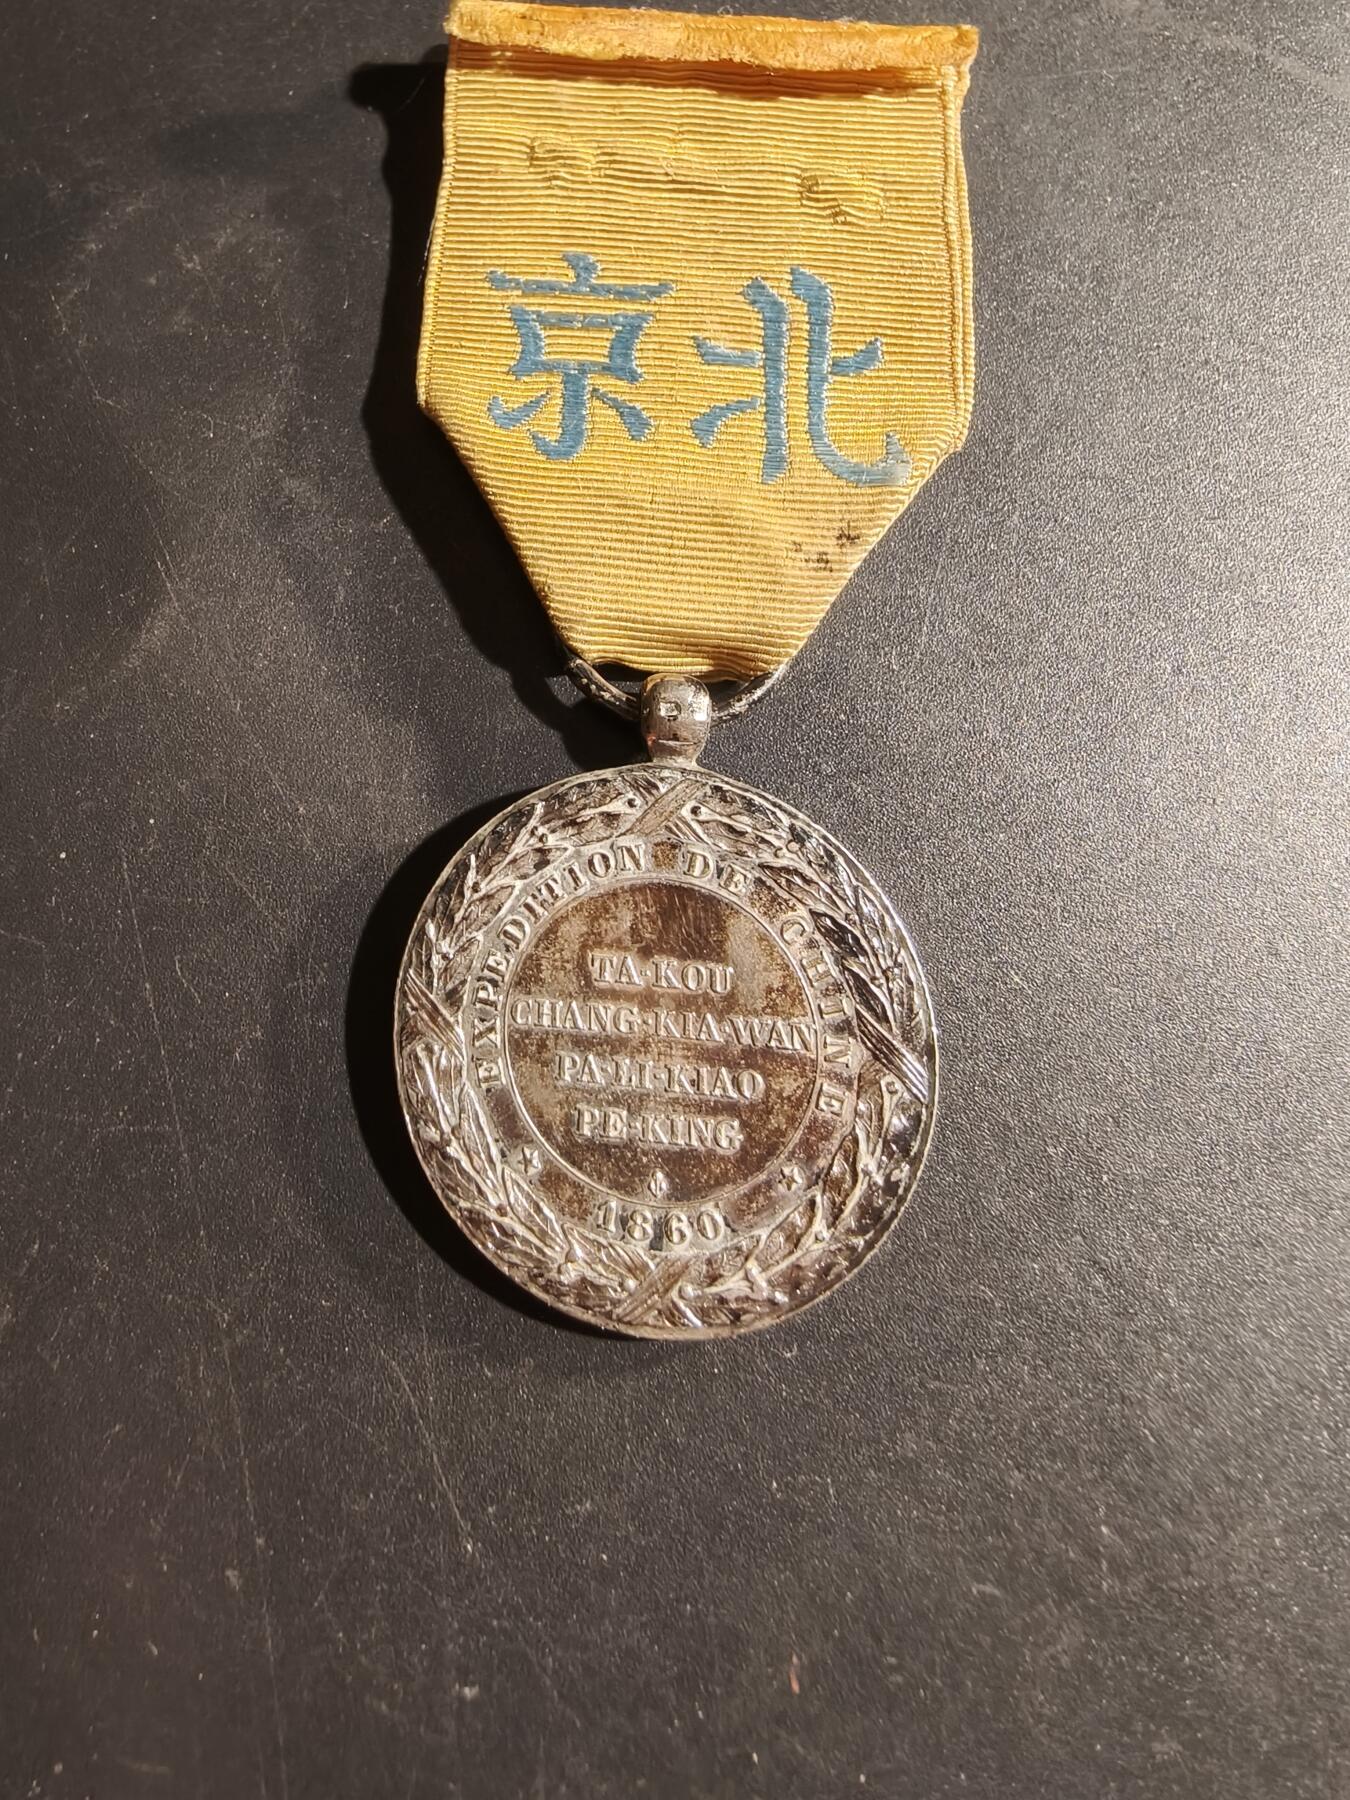 京北
EXPEDITION DE CHINE
TA-KOU
CHANG-KIA-WAN
PA-LI-KIAO
PE-KING
1860